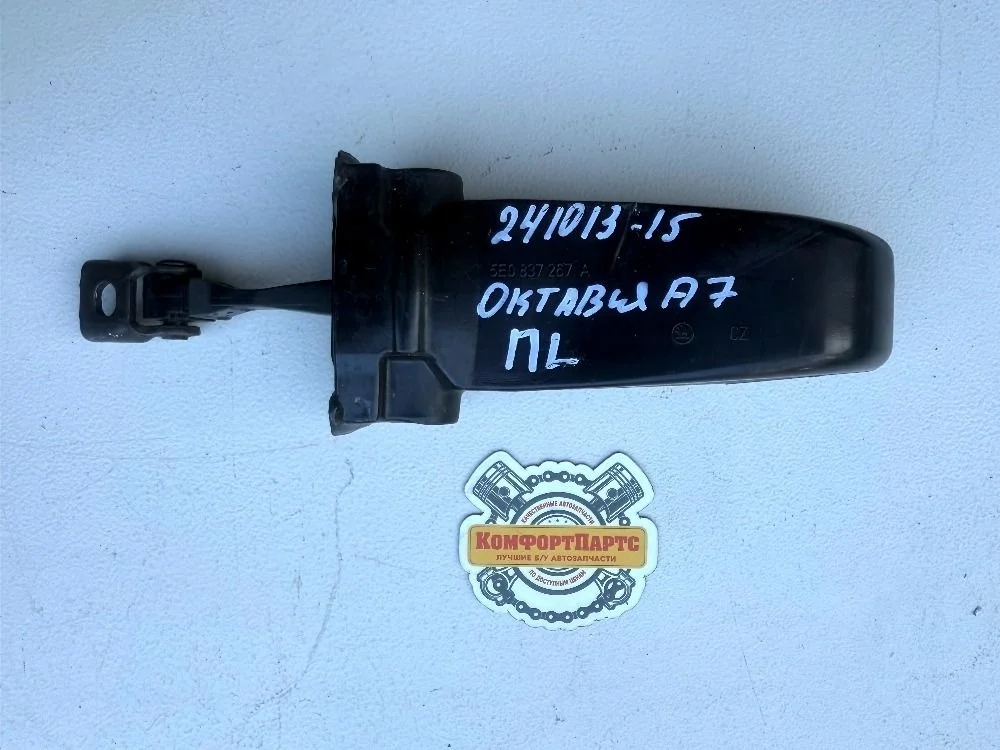 241013-15
5E0 837 267 A
ОКТАВИЯ А7
CZ
ПL
КАЧЕСТВЕННЫЕ АВТОЗАПЧАСТИ
КОМФОРТПАРТС
ЛУЧШИЕ Б/У АВТОЗАПЧАСТИ
ПО ДОСТУПНЫМ ЦЕНАМ